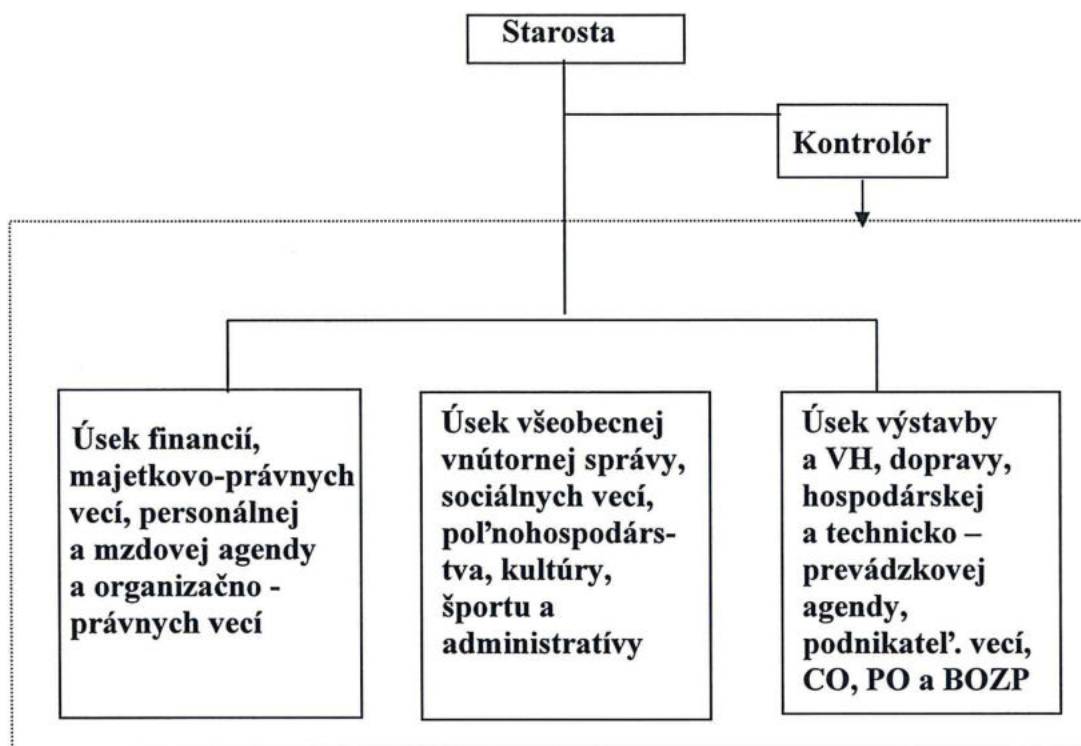 Starosta
Kontrolór
Úsek financií,
majetkovo-právnych
vecí, personálnej
a mzdovej agendy
a organizačno -
právnych vecí
Úsek všeobecnej
vnútornej správy,
sociálnych vecí,
poľnohospodárs-
tva, kultúry,
športu a
administratívy
Úsek výstavby
a VH, dopravy,
hospodárskej
a technicko –
prevádzkovej
agendy,
podnikateľ. vecí,
CO, PO a BOZP